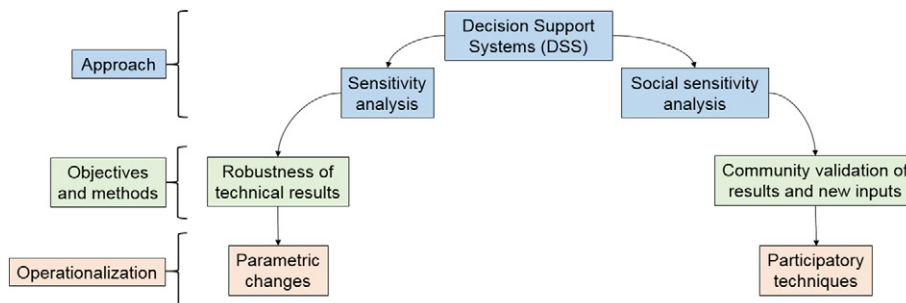 Decision Support
Systems (DSS)
Approach
Sensitivity
analysis
Social sensitivity
analysis
Objectives
and methods
Robustness of
technical results
Community validation of
results and new inputs
Operationalization
Parametric
changes
Participatory
techniques